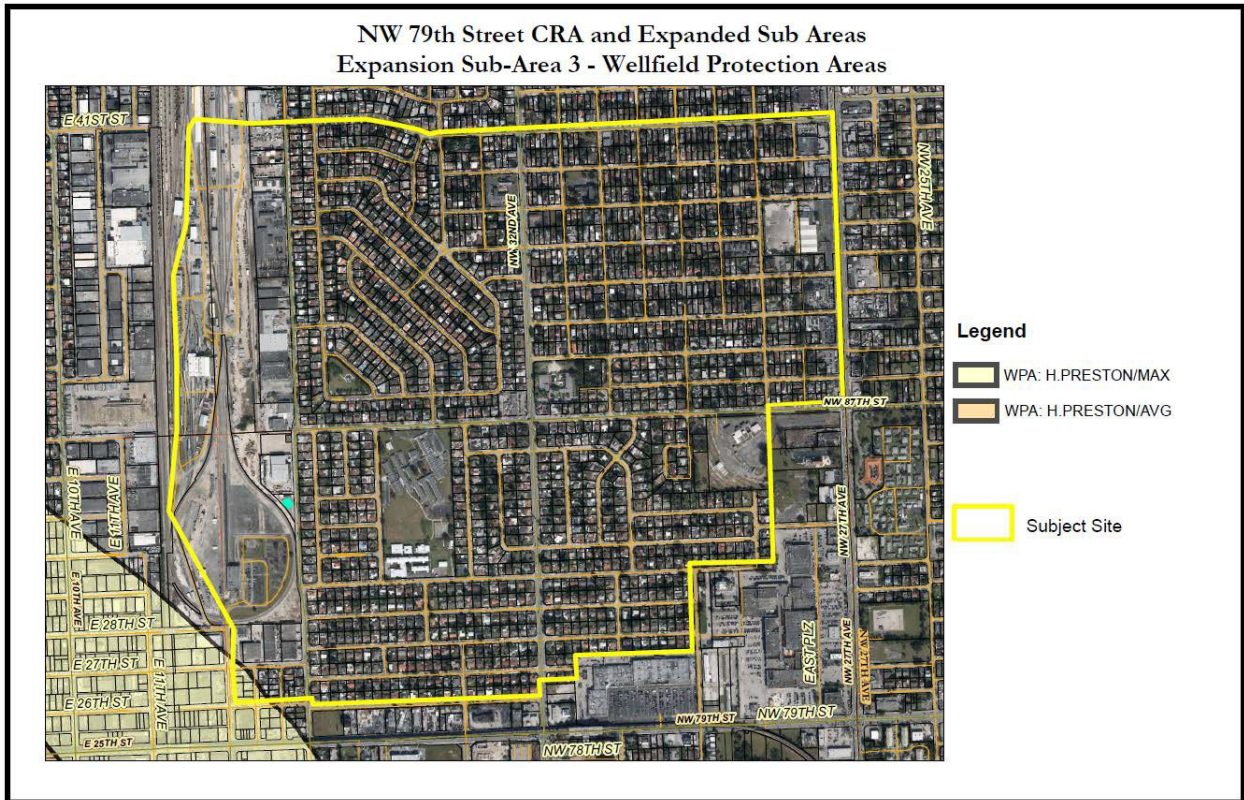 NW 79th Street CRA and Expanded Sub Areas
Expansion Sub-Area 3 - Wellfield Protection Areas
E 41ST ST
NW 25TH AVE
NW 32ND AVE
Legend
WPA: H.PRESTON/MAX
WPA: H.PRESTON/AVG
Subject Site
NW 87TH ST
E 10TH AVE
E 11TH AVE
NW 27TH AVE
E 10TH AVE
E 28TH ST
E 27TH ST
E 11TH AVE
E 26TH ST
EAST PLZ
NW 27TH AVE
NW 27TH AVE
E 25TH ST
NW 79TH ST
NW 79TH ST
NW 78TH ST